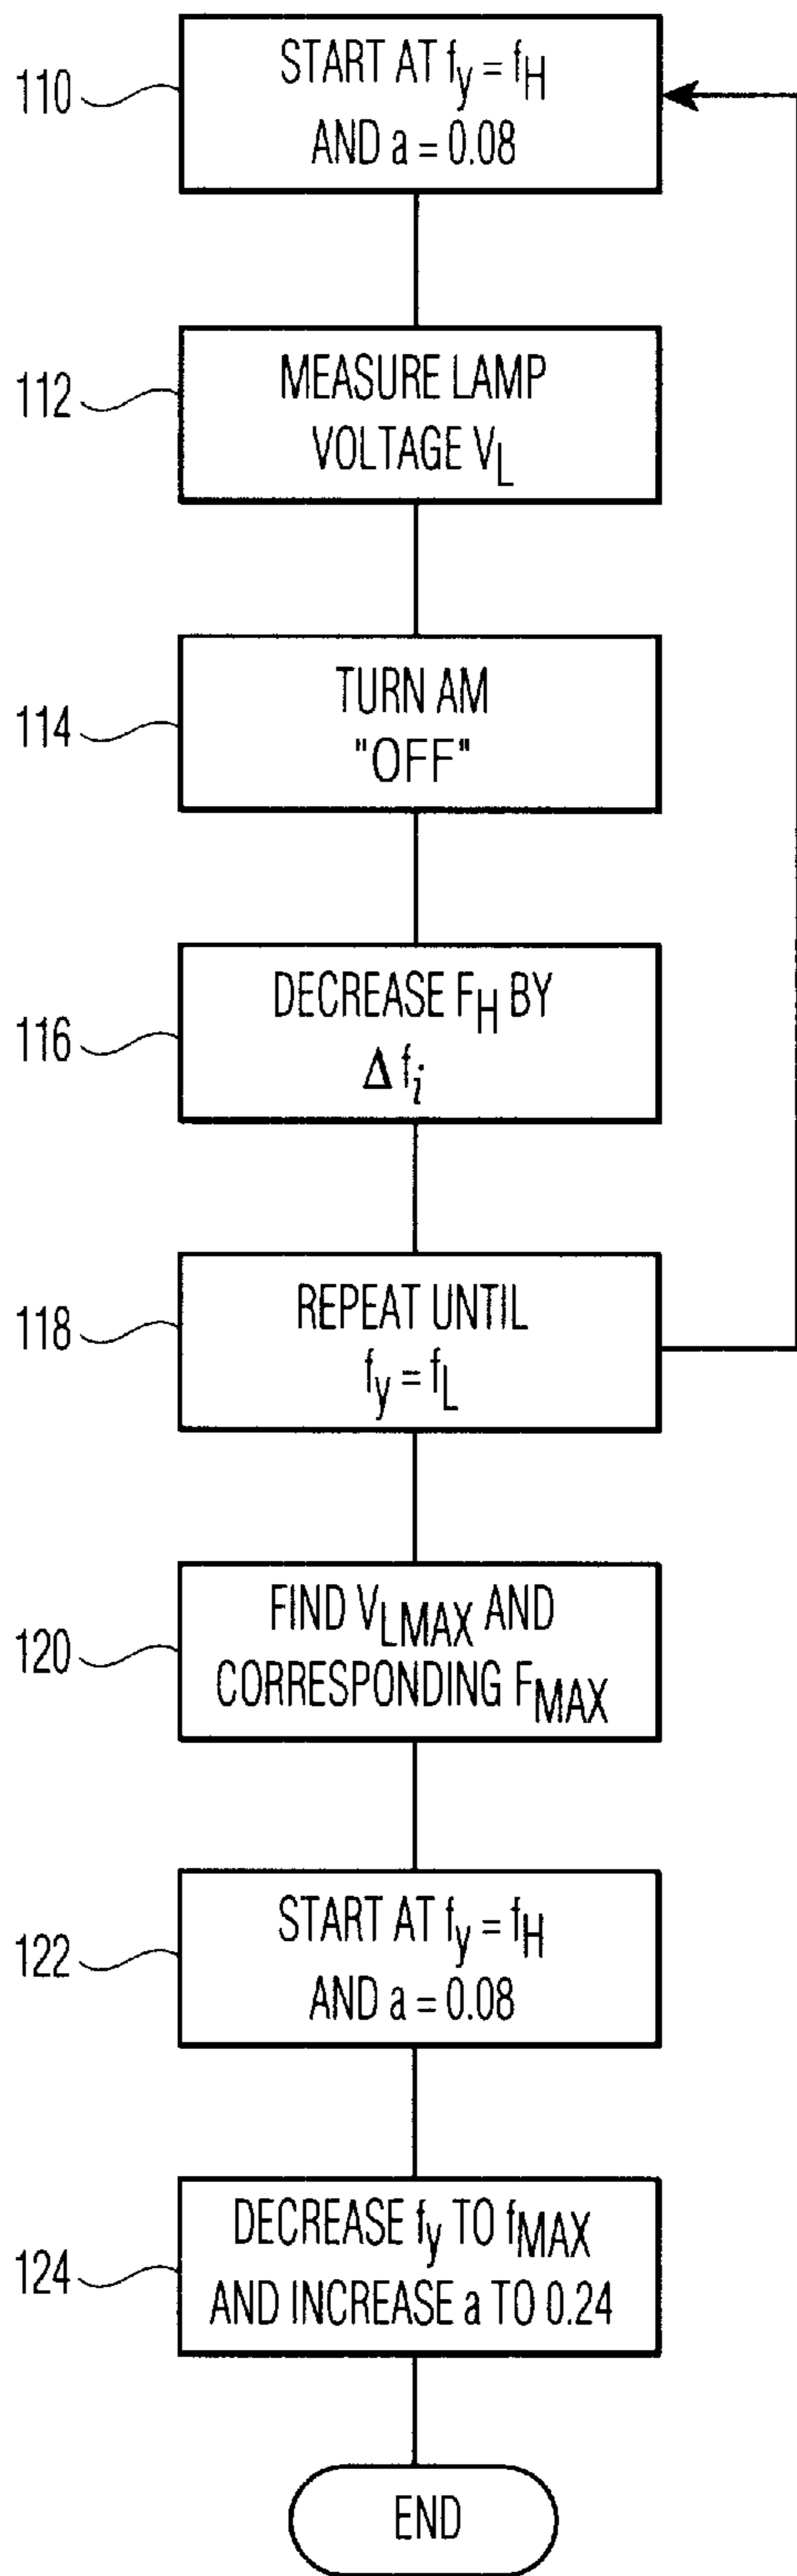 110
START AT fy = fH
AND a = 0.08
112
MEASURE LAMP
VOLTAGE VL
114
TURN AM
"OFF"
116
DECREASE FH BY
Δ fi
118
REPEAT UNTIL
fy = fL
120
FIND VLMAX AND
CORRESPONDING FMAX
122
START AT fy = fH
AND a = 0.08
124
DECREASE fy TO fMAX
AND INCREASE a TO 0.24
END